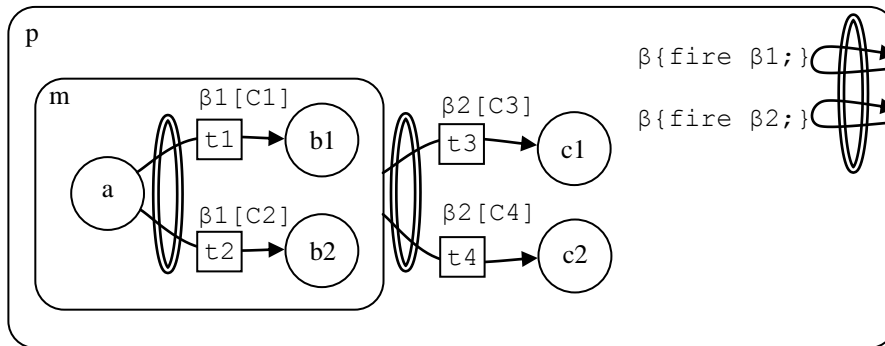 p
β{fire β1;}
m
β1[C1]
β2[C3]
t1
b1
t3
c1
β{fire β2;}
a
β1[C2]
β2[C4]
t2
b2
t4
c2